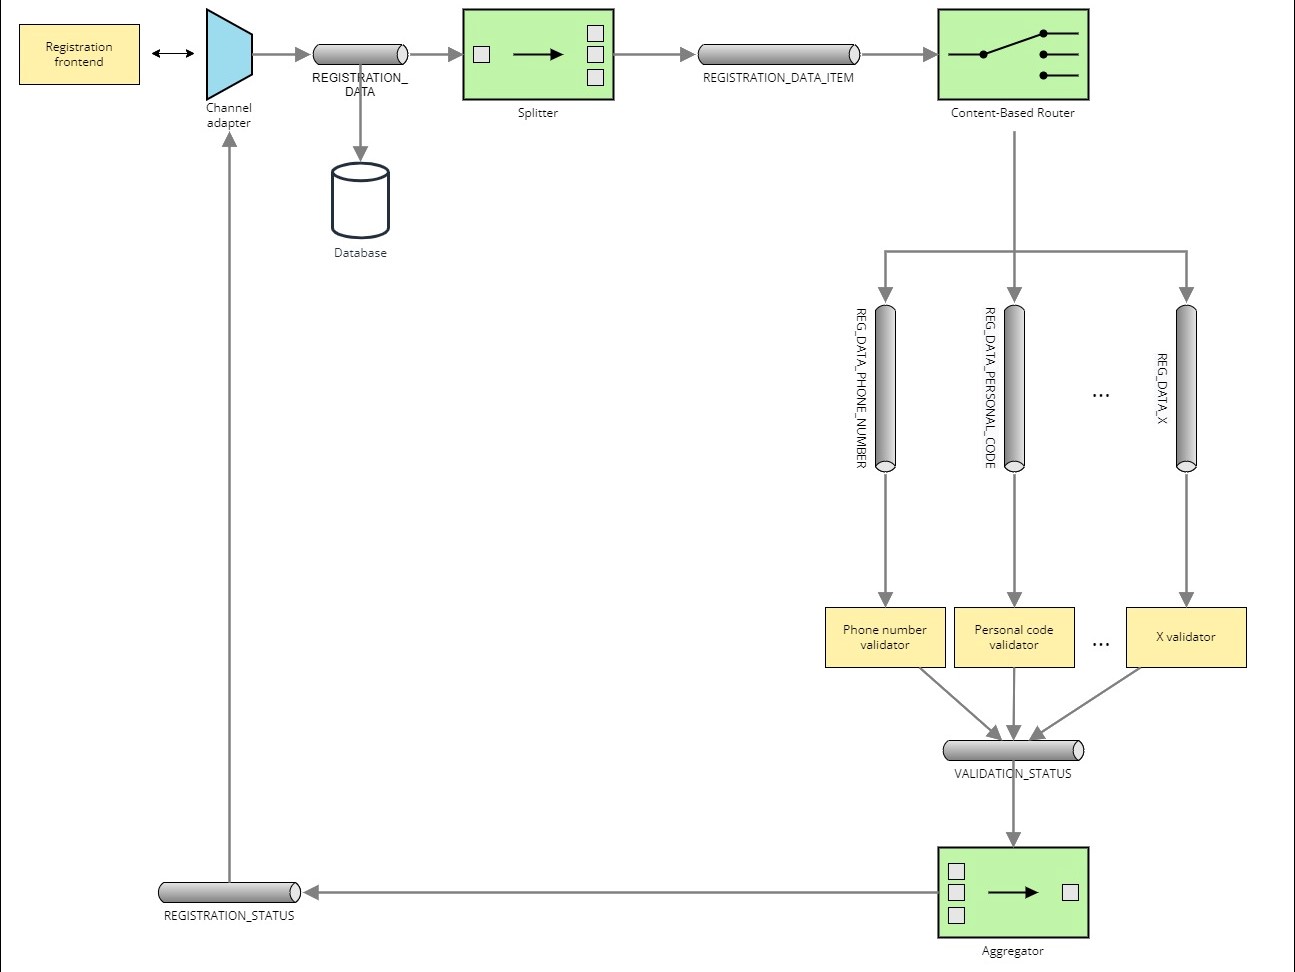 Registration
frontend
Channel
adapter
REGISTRATION_
DATA
Database
Splitter
REGISTRATION_DATA_ITEM
Content-Based Router
REG_DATA_PHONE_NUMBER
REG_DATA_PERSONAL_CODE
...
REG_DATA_X
Phone number
validator
Personal code
validator
...
X validator
VALIDATION_STATUS
REGISTRATION_STATUS
Aggregator